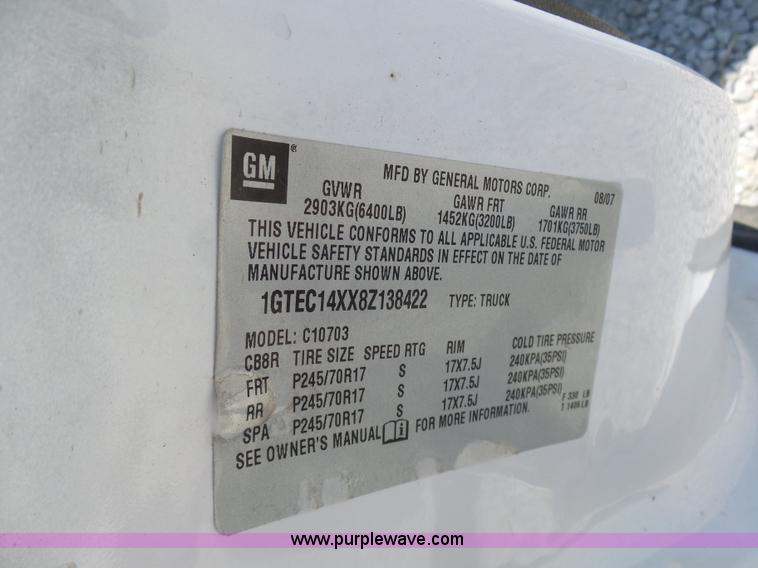 GM ®
MFD BY GENERAL MOTORS CORP. 08/07
GVWR GAWR FRT GAWR RR
2903KG(6400LB) 1452KG(3200LB) 1701KG(3750LB)
THIS VEHICLE CONFORMS TO ALL APPLICABLE U.S. FEDERAL MOTOR
VEHICLE SAFETY STANDARDS IN EFFECT ON THE DATE OF
MANUFACTURE SHOWN ABOVE.
1GTEC14XX8Z138422 TYPE: TRUCK
MODEL: C10703
CB8R TIRE SIZE SPEED RTG RIM COLD TIRE PRESSURE
FRT P245/70R17 S 17X7.5J 240KPA(35PSI)
RR P245/70R17 S 17X7.5J 240KPA(35PSI)
SPA P245/70R17 S 17X7.5J 240KPA(35PSI)
F 330 LB
T 1406 LB
SEE OWNER'S MANUAL i FOR MORE INFORMATION.
www.purplewave.com